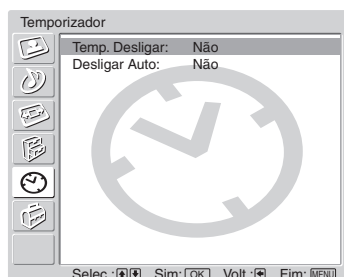 Temporizador
Temp. Desligar: Não
Desligar Auto: Não
Selec.: Sim: OK Volt.: Fim: MENU